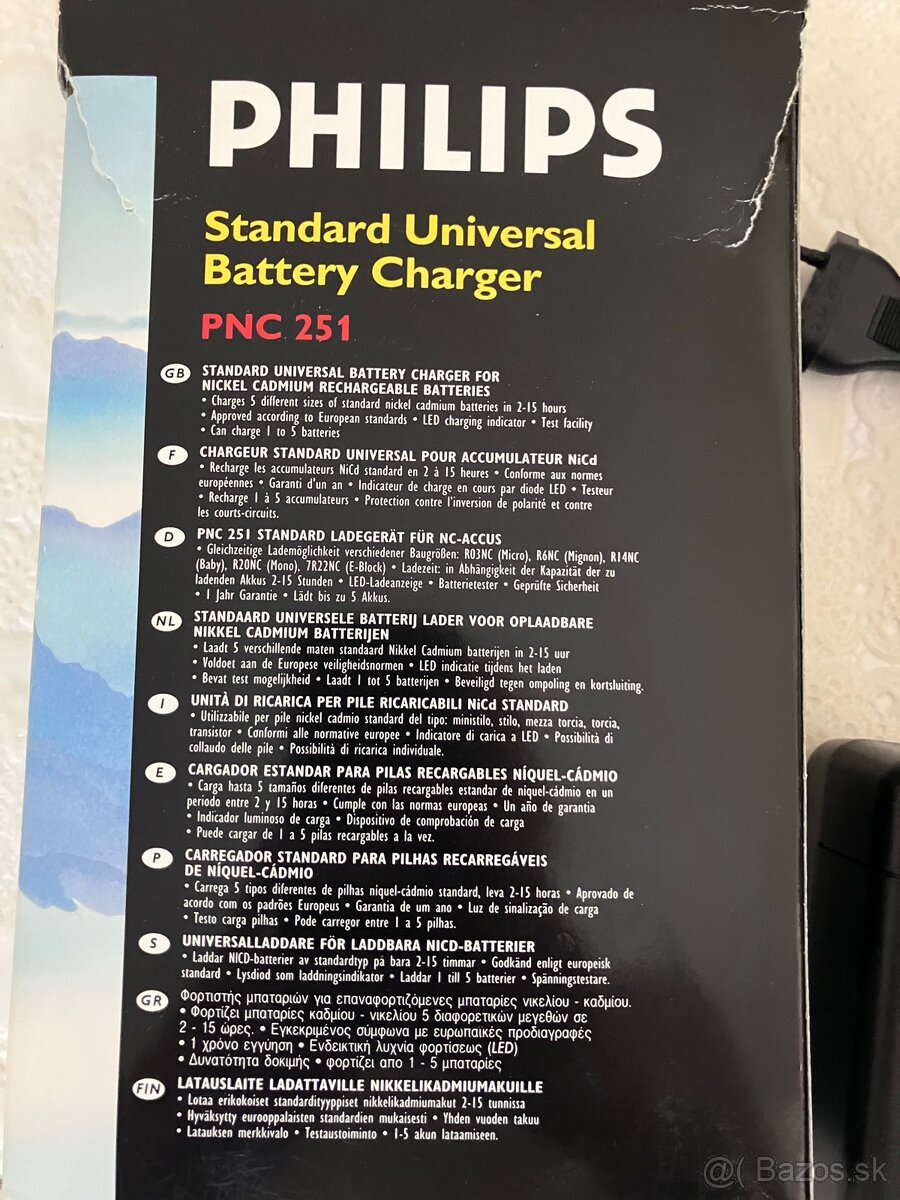 PHILIPS
Standard Universal
Battery Charger
PNC 251
GB STANDARD UNIVERSAL BATTERY CHARGER FOR
NICKEL CADMIUM RECHARGEABLE BATTERIES
• Charges 5 different sizes of standard nickel cadmium batteries in 2-15 hours
• Approved according to European standards • LED charging indicator • Test facility
• Can charge 1 to 5 batteries
F CHARGEUR STANDARD UNIVERSAL POUR ACCUMULATEUR NiCd
• Recharge les accumulateurs NiCd standard en 2 à 15 heures • Conforme aux normes
européennes • Garanti d'un an • Indicateur de charge en cours par diode LED • Testeur
• Recharge 1 à 5 accumulateurs • Protection contre l'inversion de polarité et contre
les courts-circuits.
D PNC 251 STANDARD LADEGERÄT FÜR NC-ACCUS
• Gleichzeitige Lademöglichkeit verschiedener Baugrößen: R03NC (Micro), R6NC (Mignon), R14NC
(Baby), R20NC (Mono), 7R22NC (E-Block) • Ladezeit: in Abhängigkeit der Kapazität der zu
ladenden Akkus 2-15 Stunden • LED-Ladeanzeige • Batterietester • Geprüfte Sicherheit
• 1 Jahr Garantie • Lädt bis zu 5 Akkus.
NL STANDAARD UNIVERSELE BATTERIJ LADER VOOR OPLAADBARE
NIKKEL CADMIUM BATTERIJEN
• Laadt 5 verschillende maten standaard Nikkel Cadmium batterijen in 2-15 uur
• Voldoet aan de Europese veiligheidsnormen • LED indicatie tijdens het laden
• Bevat test mogelijkheid • Laadt 1 tot 5 batterijen • Beveiligd tegen ompoling en kortsluiting.
I UNITÀ DI RICARICA PER PILE RICARICABILI NiCd STANDARD
• Utilizzabile per pile nickel cadmio standard del tipo: ministilo, stilo, mezza torcia, torcia,
transistor • Conformi alle normative europee • Indicatore di carica a LED • Possibilità di
collaudo delle pile • Possibilità di ricarica individuale.
E CARGADOR ESTANDAR PARA PILAS RECARGABLES NÍQUEL-CÁDMIO
• Carga hasta 5 tamaños diferentes de pilas recargables estandar de níquel-cádmio en un
periodo entre 2 y 15 horas • Cumple con las normas europeas • Un año de garantia
• Indicador luminoso de carga • Dispositivo de comprobación de carga
• Puede cargar de 1 a 5 pilas recargables a la vez.
P CARREGADOR STANDARD PARA PILHAS RECARREGÁVEIS
DE NÍQUEL-CÁDMIO
• Carrega 5 tipos diferentes de pilhas níquel-cádmio standard, leva 2-15 horas • Aprovado de
acordo com os padrões Europeus • Garantia de um ano • Luz de sinalização de carga
• Testo carga pilhas • Pode carregor entre 1 a 5 pilhas.
S UNIVERSALLADDARE FÖR LADDBARA NICD-BATTERIER
• Laddar NICD-batterier av standardtyp på bara 2-15 timmar • Godkänd enligt europeisk
standard • Lysdiod som laddningsindikator • Laddar 1 till 5 batterier • Spänningstestare.
GR Φορτιστής μπαταριών για επαναφορτιζόμενες μπαταρίες νικελίου - καδμίου.
• Φορτίζει μπαταρίες καδμίου - νικελίου 5 διαφορετικών μεγεθών σε
2 - 15 ώρες. • Εγκεκριμένος σύμφωνα με ευρωπαϊκές προδιαγραφές
• 1 χρόνο εγγύηση • Ενδεικτική λυχνία φορτίσεως (LED)
• Δυνατότητα δοκιμής • φορτίζει απο 1 - 5 μπαταρίες
FIN LATAUSLAITE LADATTAVILLE NIKKELIKADMIUMAKUILLE
• Lotaa erikokoiset standardityyppiset nikkelikadmiumakut 2-15 tunnissa
• Hyväksytty eurooppalaisten standardien mukaisesti • Yhden vuoden takuu
• Latauksen merkkivalo • Testaustoiminto • 1-5 akun lataamiseen.
@( Bazos.sk